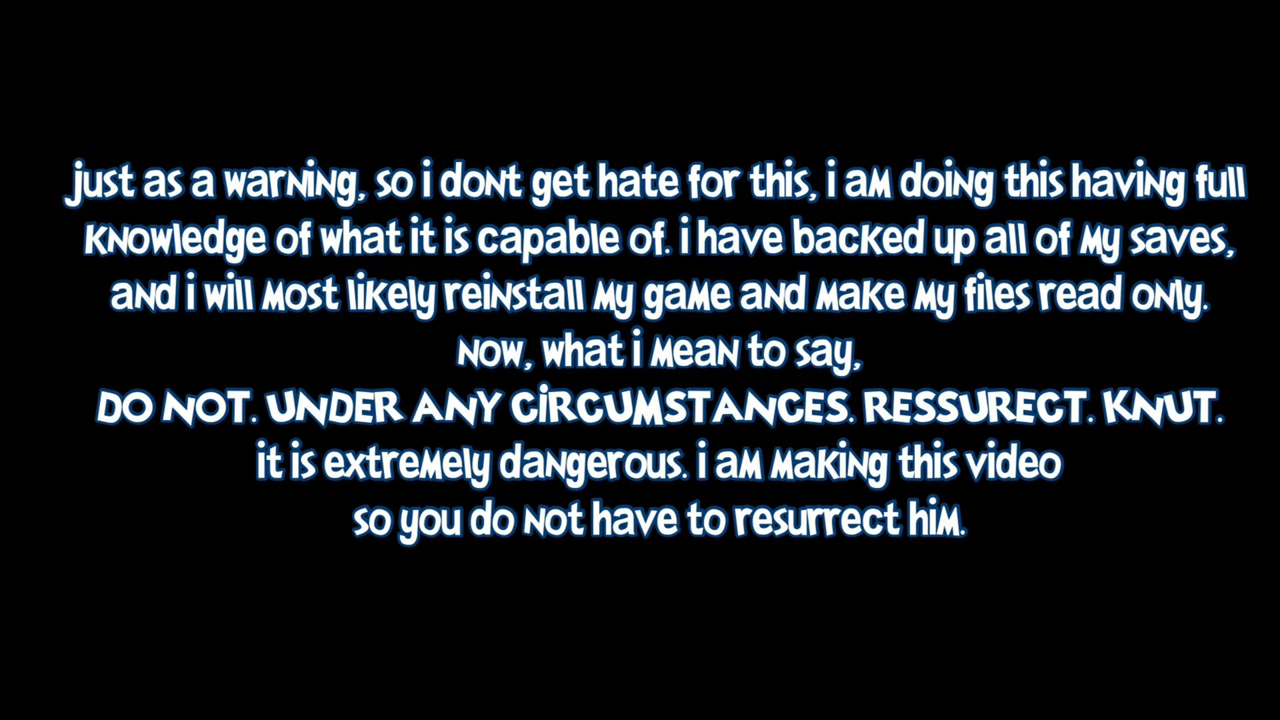 just as a warning, so i dont get hate for this, i am doing this having full
knowledge of what it is capable of. i have backed up all of my saves,
and i will most likely reinstall my game and make my files read only.
now, what i mean to say,
DO NOT. UNDER ANY CIRCUMSTANCES. RESSURECT. KNUT.
it is extremely dangerous. i am making this video
so you do not have to resurrect him.